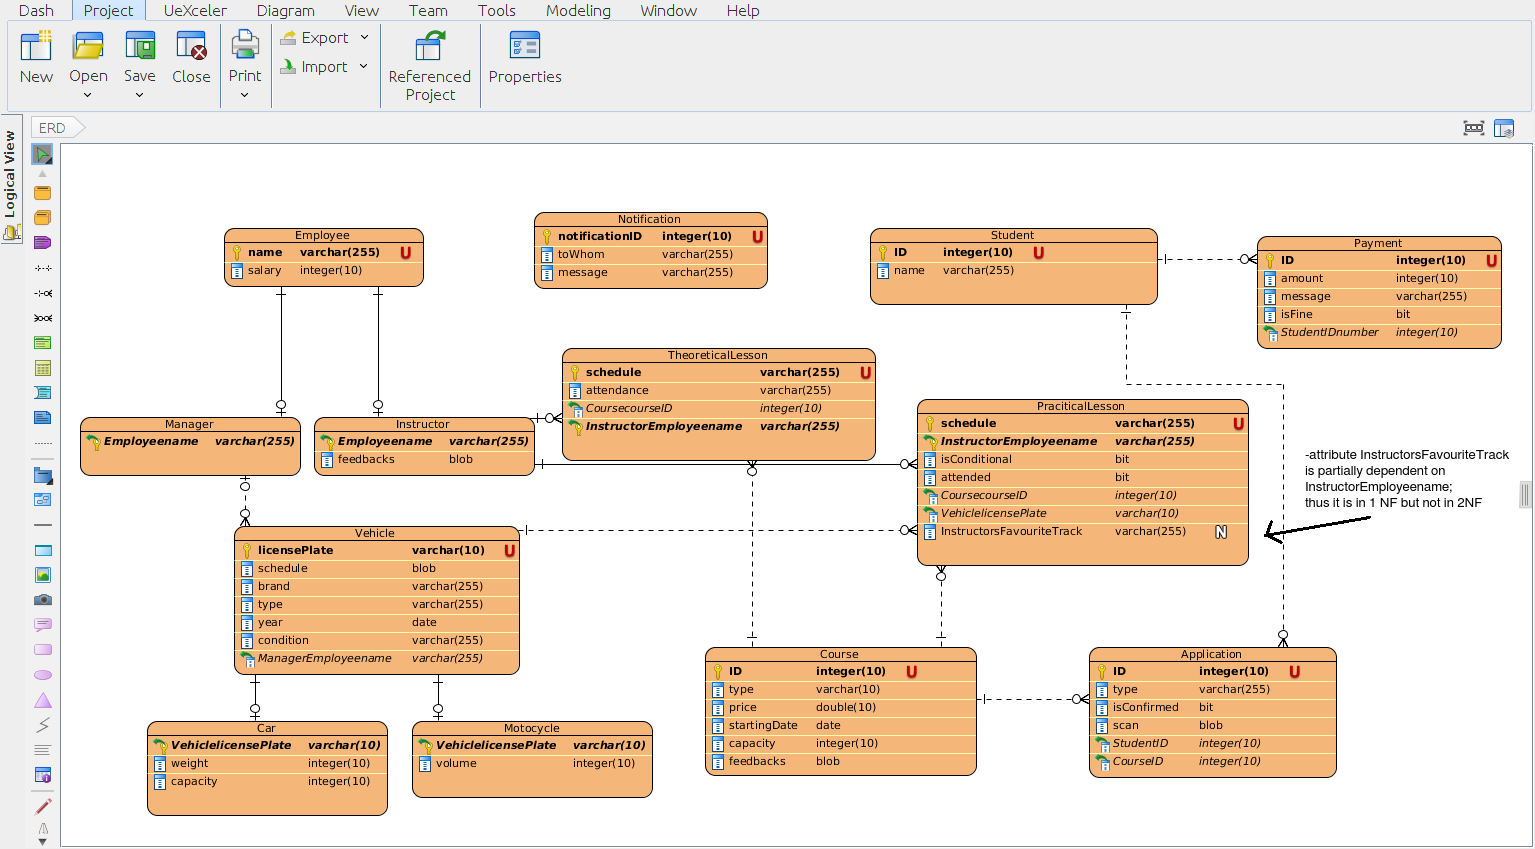 Dash Project UeXceler Diagram View Team Tools Modeling Window Help
New Open Save Close Print Export Import Referenced Project Properties
Logical View
ERD
Employee
name varchar(255) U
salary integer(10)
Notification
notificationID integer(10) U
toWhom varchar(255)
message varchar(255)
Student
ID integer(10) U
name varchar(255)
Payment
ID integer(10) U
amount integer(10)
message varchar(255)
isFine bit
StudentIDnumber integer(10)
TheoreticalLesson
schedule varchar(255) U
attendance varchar(255)
CoursecourseID integer(10)
InstructorEmployeename varchar(255)
Manager
Employeename varchar(255)
Instructor
Employeename varchar(255)
feedbacks blob
PraciticalLesson
schedule varchar(255) U
InstructorEmployeename varchar(255)
isConditional bit
attended bit
CoursecourseID integer(10)
VehiclelicensePlate varchar(10)
InstructorsFavouriteTrack varchar(255) N
-attribute InstructorsFavouriteTrack
is partially dependent on
InstructorEmployeename;
thus it is in 1 NF but not in 2NF
Vehicle
licensePlate varchar(10) U
schedule blob
brand varchar(255)
type varchar(255)
year date
condition varchar(255)
ManagerEmployeename varchar(255)
Course
ID integer(10) U
type varchar(10)
price double(10)
startingDate date
capacity integer(10)
feedbacks blob
Application
ID integer(10) U
type varchar(255)
isConfirmed bit
scan blob
StudentID integer(10)
CourseID integer(10)
Car
VehiclelicensePlate varchar(10)
weight integer(10)
capacity integer(10)
Motocycle
VehiclelicensePlate varchar(10)
volume integer(10)